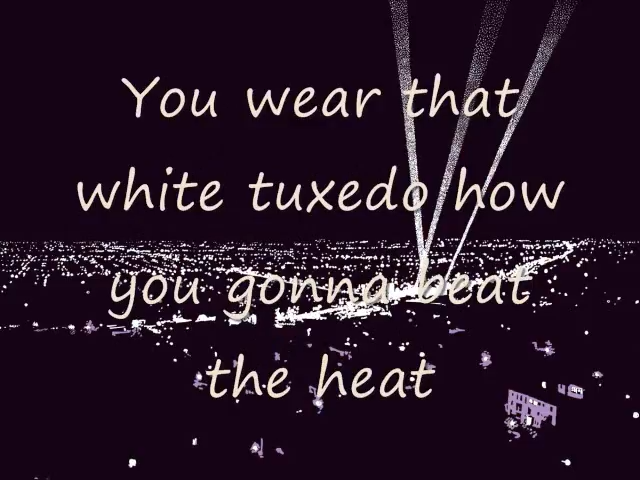 You wear that
white tuxedo how
you gonna beat
the heat